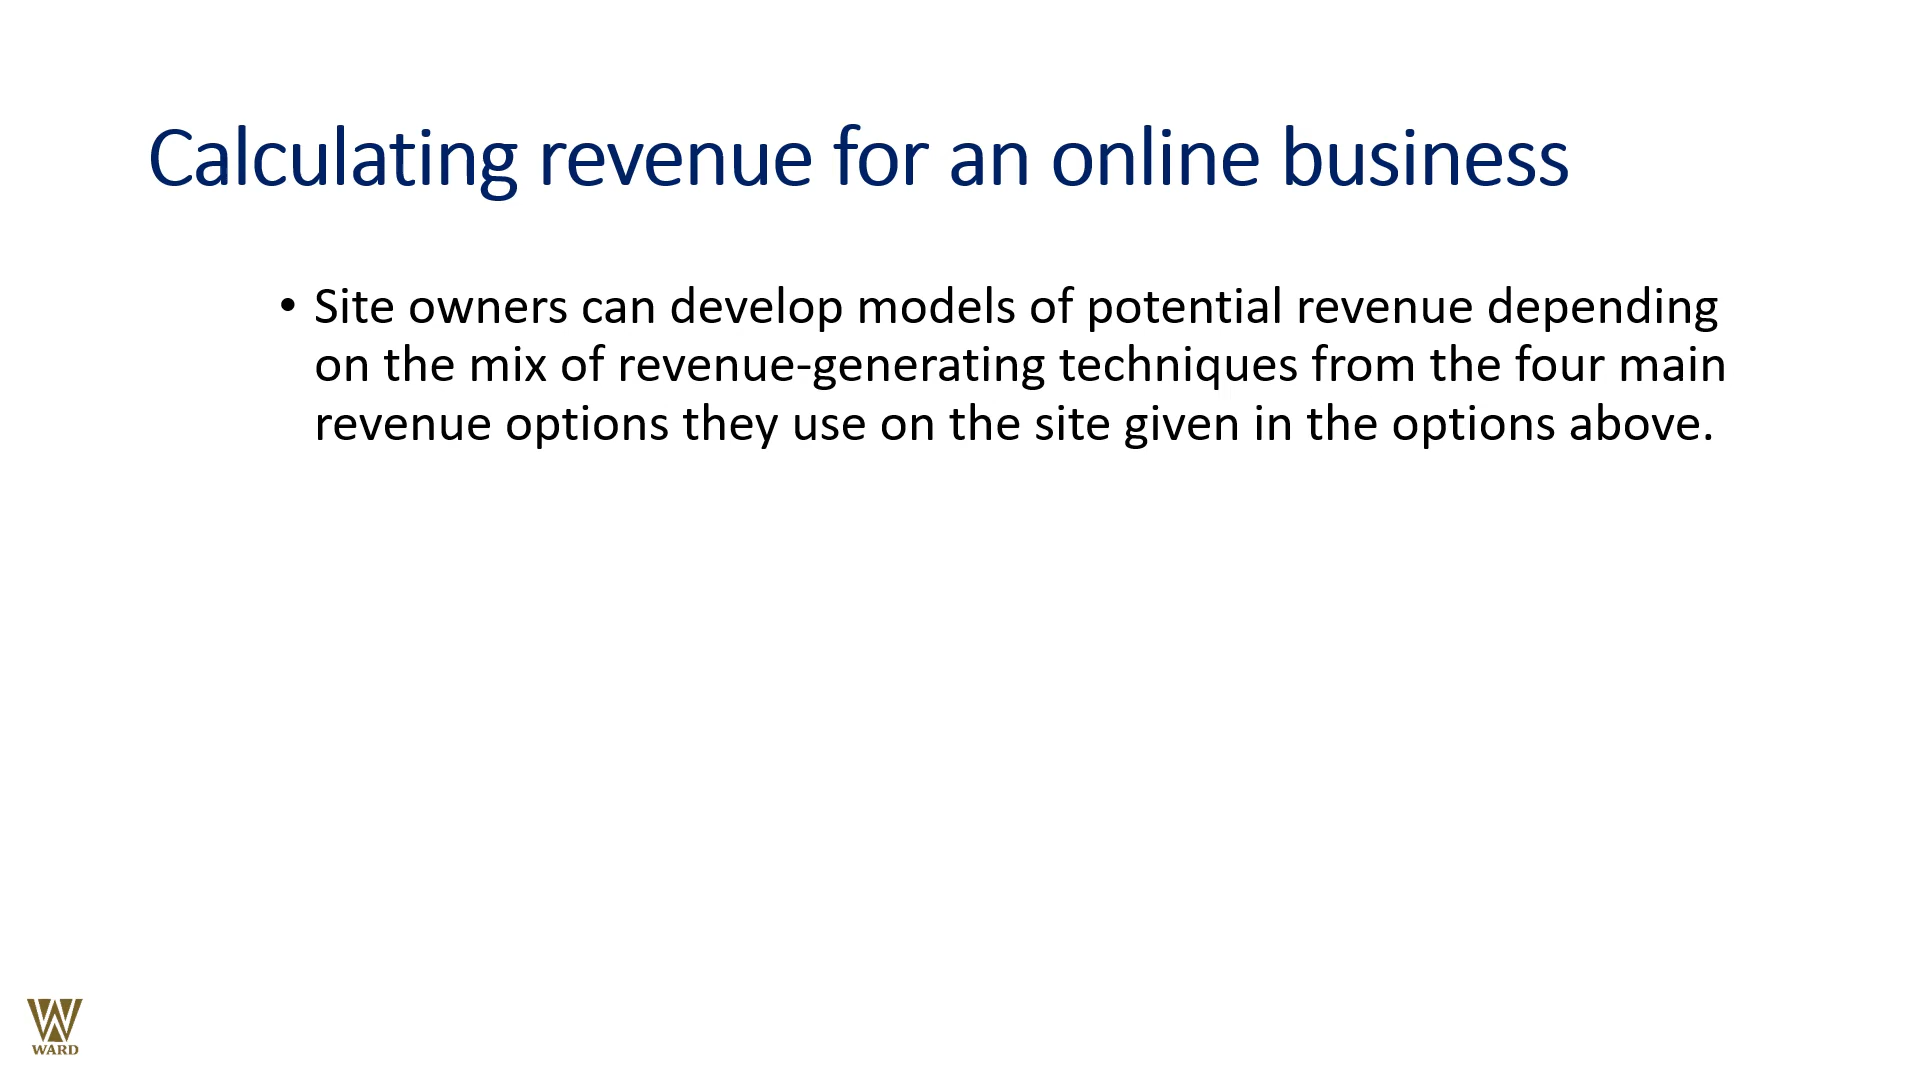 Calculating revenue for an online business
• Site owners can develop models of potential revenue depending
on the mix of revenue-generating techniques from the four main
revenue options they use on the site given in the options above.
WARD